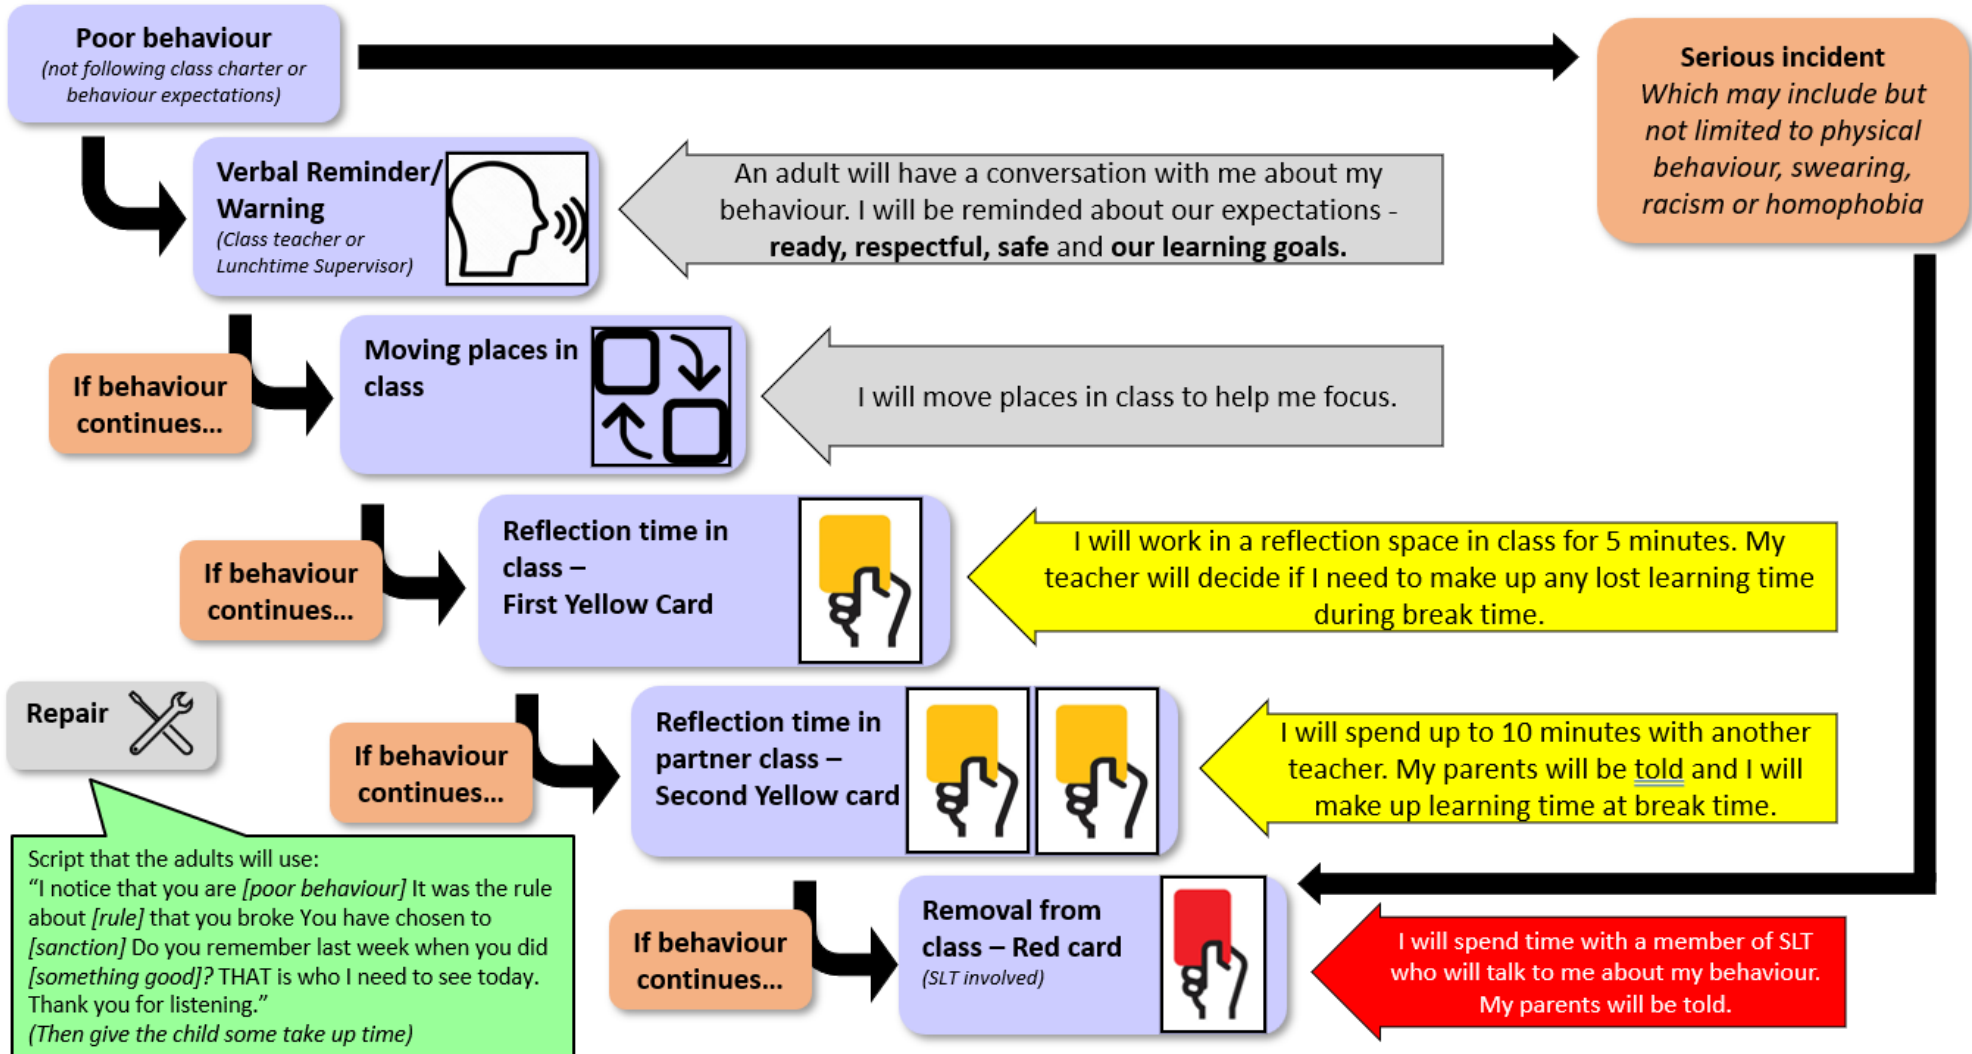 Poor behaviour
(not following class charter or
behaviour expectations)
Serious incident
Which may include but
not limited to physical
behaviour, swearing,
racism or homophobia
Verbal Reminder/
Warning
(Class teacher or
Lunchtime Supervisor)
An adult will have a conversation with me about my
behaviour. I will be reminded about our expectations -
ready, respectful, safe and our learning goals.
If behaviour
continues...
Moving places in
class
I will move places in class to help me focus.
If behaviour
continues...
Reflection time in
class –
First Yellow Card
I will work in a reflection space in class for 5 minutes. My
teacher will decide if I need to make up any lost learning time
during break time.
Repair
If behaviour
continues...
Reflection time in
partner class –
Second Yellow card
I will spend up to 10 minutes with another
teacher. My parents will be told and I will
make up learning time at break time.
Script that the adults will use:
“I notice that you are [poor behaviour] It was the rule
about [rule] that you broke You have chosen to
[sanction] Do you remember last week when you did
[something good]? THAT is who I need to see today.
Thank you for listening.”
(Then give the child some take up time)
If behaviour
continues...
Removal from
class – Red card
(SLT involved)
I will spend time with a member of SLT
who will talk to me about my behaviour.
My parents will be told.